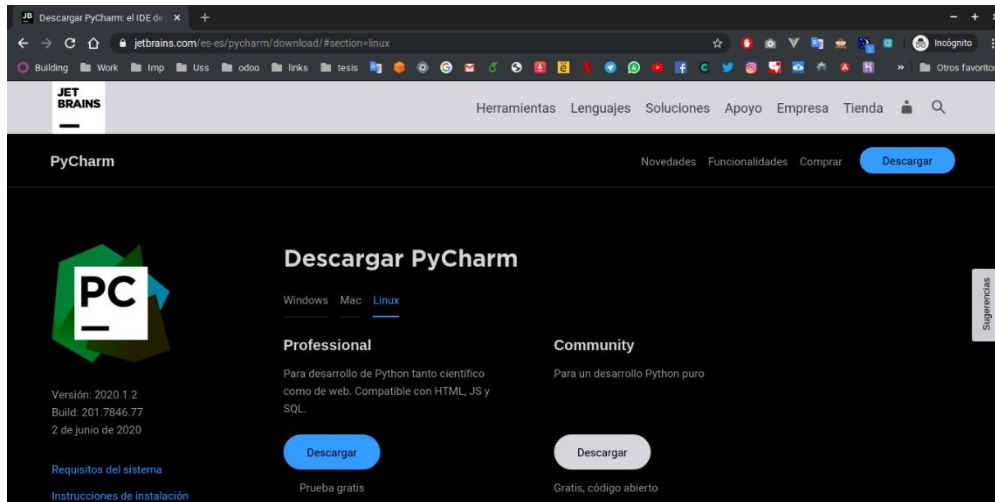 JB Descargar PyCharm: el IDE de
jetbrains.com/es-es/pycharm/download/#section=linux
Incógnito
Building Work Imp Uss odoo links tesis
Otros favoritos
JET
BRAINS
Herramientas Lenguajes Soluciones Apoyo Empresa Tienda
PyCharm
Novedades Funcionalidades Comprar Descargar
Descargar PyCharm
Windows Mac Linux
PC
Sugerencias
Professional
Para desarrollo de Python tanto científico
como de web. Compatible con HTML, JS y
SQL.
Descargar
Prueba gratis
Community
Para un desarrollo Python puro
Descargar
Gratis, código abierto
Versión: 2020.1.2
Build: 201.7846.77
2 de junio de 2020
Requisitos del sistema
Instrucciones de instalación